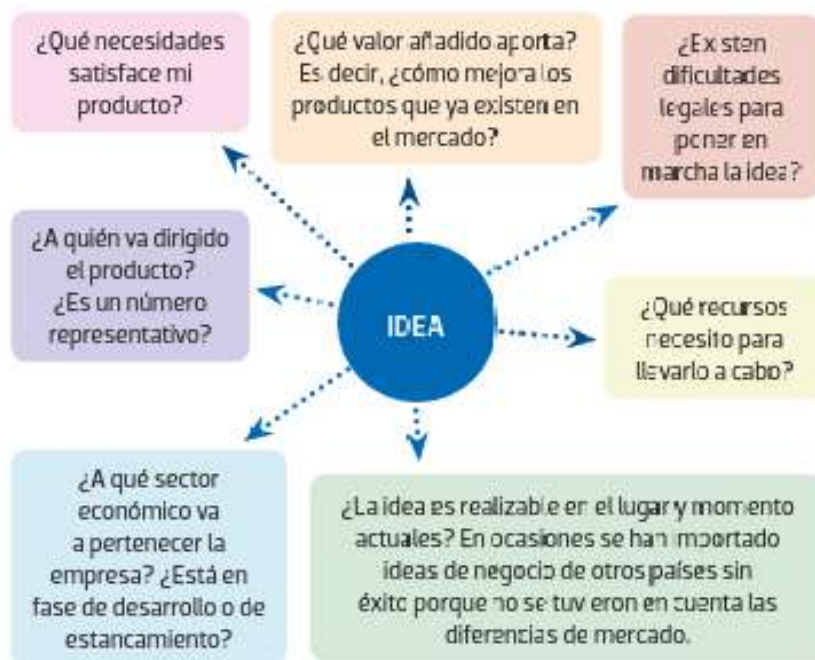 ¿Qué necesidades
satisface mi
producto?
¿Qué valor añadido aporta?
Es decir, ¿cómo mejora los
productos que ya existen en
el mercado?
¿Existen
dificultades
legales para
poner en
marcha la idea?
¿A quién va dirigido
el producto?
¿Es un número
representativo?
IDEA
¿Qué recursos
necesito para
llevarlo a cabo?
¿A qué sector
económico va
a pertenecer la
empresa? ¿Está en
fase de desarrollo o de
estancamiento?
¿La idea es realizable en el lugar y momento
actuales? En ocasiones se han importado
ideas de negocio de otros países sin
éxito porque no se tuvieron en cuenta las
diferencias de mercado.